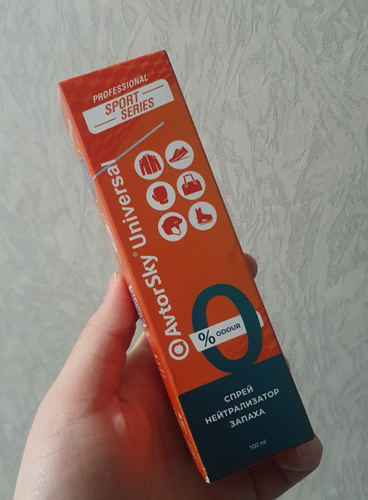 PROFESSIONAL
SPORT
SERIES
AvtorSky® Universal
0
% ODOUR
СПРЕЙ
НЕЙТРАЛИЗАТОР
ЗАПАХА
100 ml